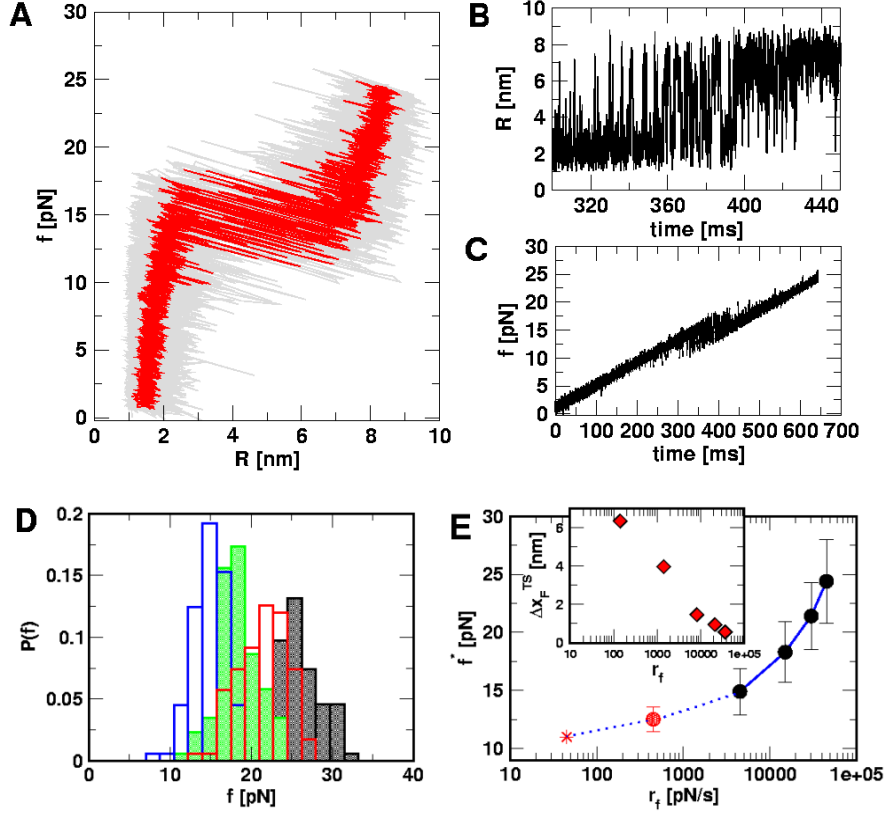 A
f [pN]
30
25
20
15
10
5
0
0 2 4 6 8 10
R [nm]
B
R [nm]
10
8
6
4
2
0
320 360 400 440
time [ms]
C
f [pN]
30
25
20
15
10
5
0
0 100 200 300 400 500 600 700
time [ms]
D
P(f)
0.2
0.15
0.1
0.05
0
0 10 20 30 40
f [pN]
E
f* [pN]
30
25
20
15
10
10 100 1000 10000 1e+05
r_f [pN/s]
Δx_F^TS [nm]
6
4
2
0
10 100 1000 10000 1e+05
r_f